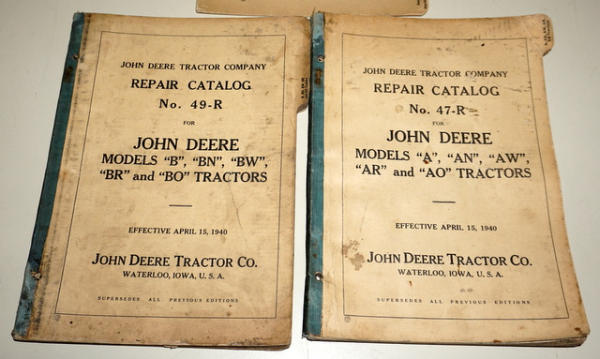 JOHN DEERE TRACTOR COMPANY
REPAIR CATALOG
No. 49-R
FOR
JOHN DEERE
MODELS "B", "BN", "BW",
"BR" and "BO" TRACTORS
EFFECTIVE APRIL 15, 1940
JOHN DEERE TRACTOR CO.
WATERLOO, IOWA, U. S. A.
SUPERSEDES ALL PREVIOUS EDITIONS
JOHN DEERE TRACTOR COMPANY
REPAIR CATALOG
No. 47-R
FOR
JOHN DEERE
MODELS "A", "AN", "AW",
"AR" and "AO" TRACTORS
EFFECTIVE APRIL 15, 1940
JOHN DEERE TRACTOR CO.
WATERLOO, IOWA, U. S. A.
SUPERSEDES ALL PREVIOUS EDITIONS